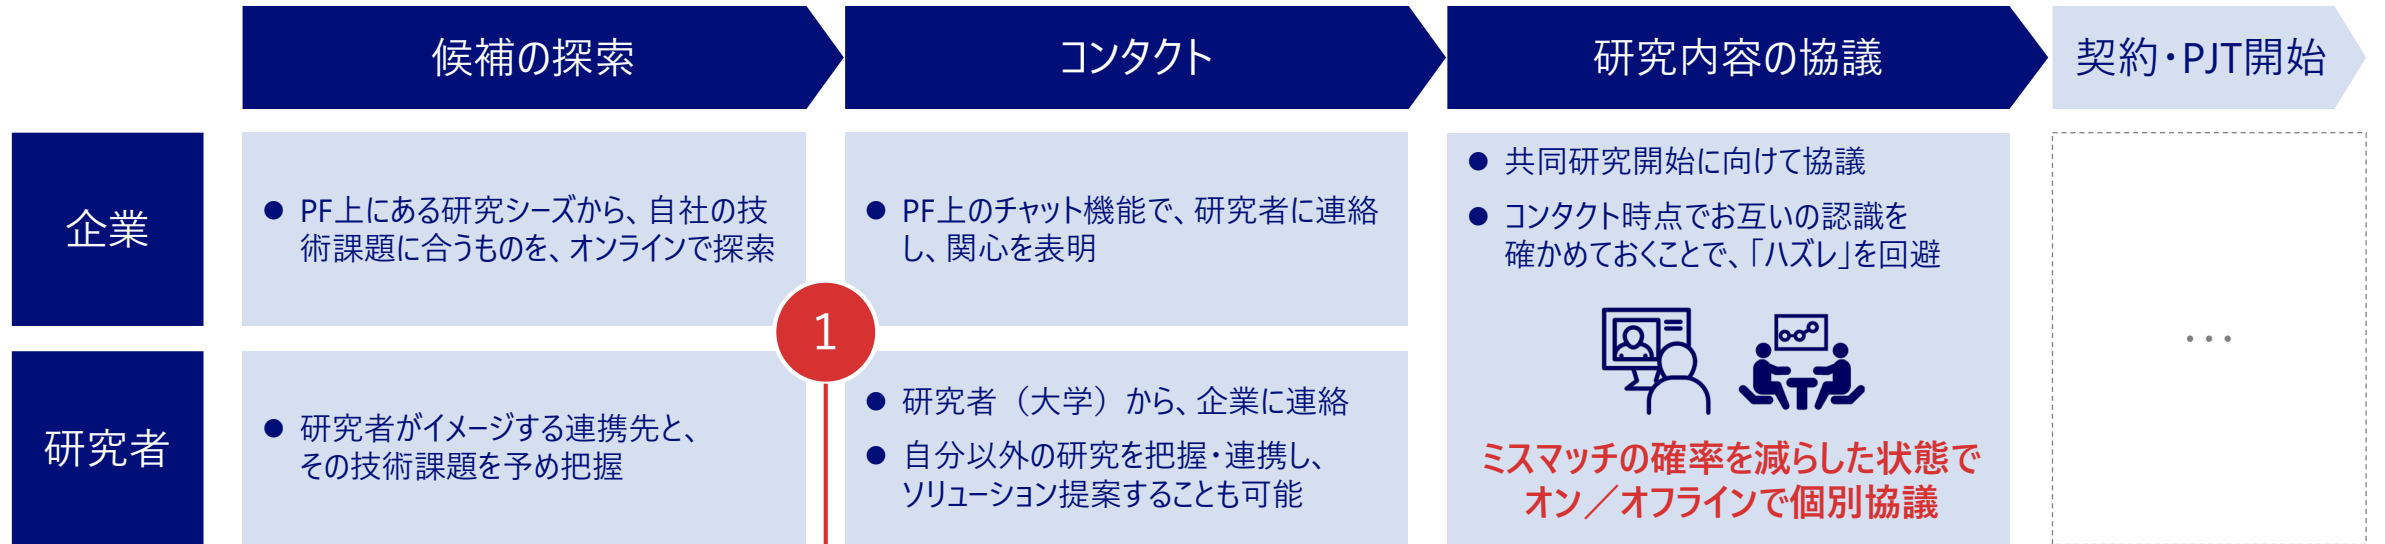 候補の探索
コンタクト
研究内容の協議
契約・PJT開始
企業
● PF上にある研究シーズから、自社の技
術課題に合うものを、オンラインで探索
● PF上のチャット機能で、研究者に連絡
し、関心を表明
● 共同研究開始に向けて協議
● コンタクト時点でお互いの認識を
確かめておくことで、「ハズレ」を回避
1
研究者
● 研究者がイメージする連携先と、
その技術課題を予め把握
● 研究者（大学）から、企業に連絡
● 自分以外の研究を把握・連携し、
ソリューション提案することも可能
ミスマッチの確率を減らした状態で
オン／オフラインで個別協議
…